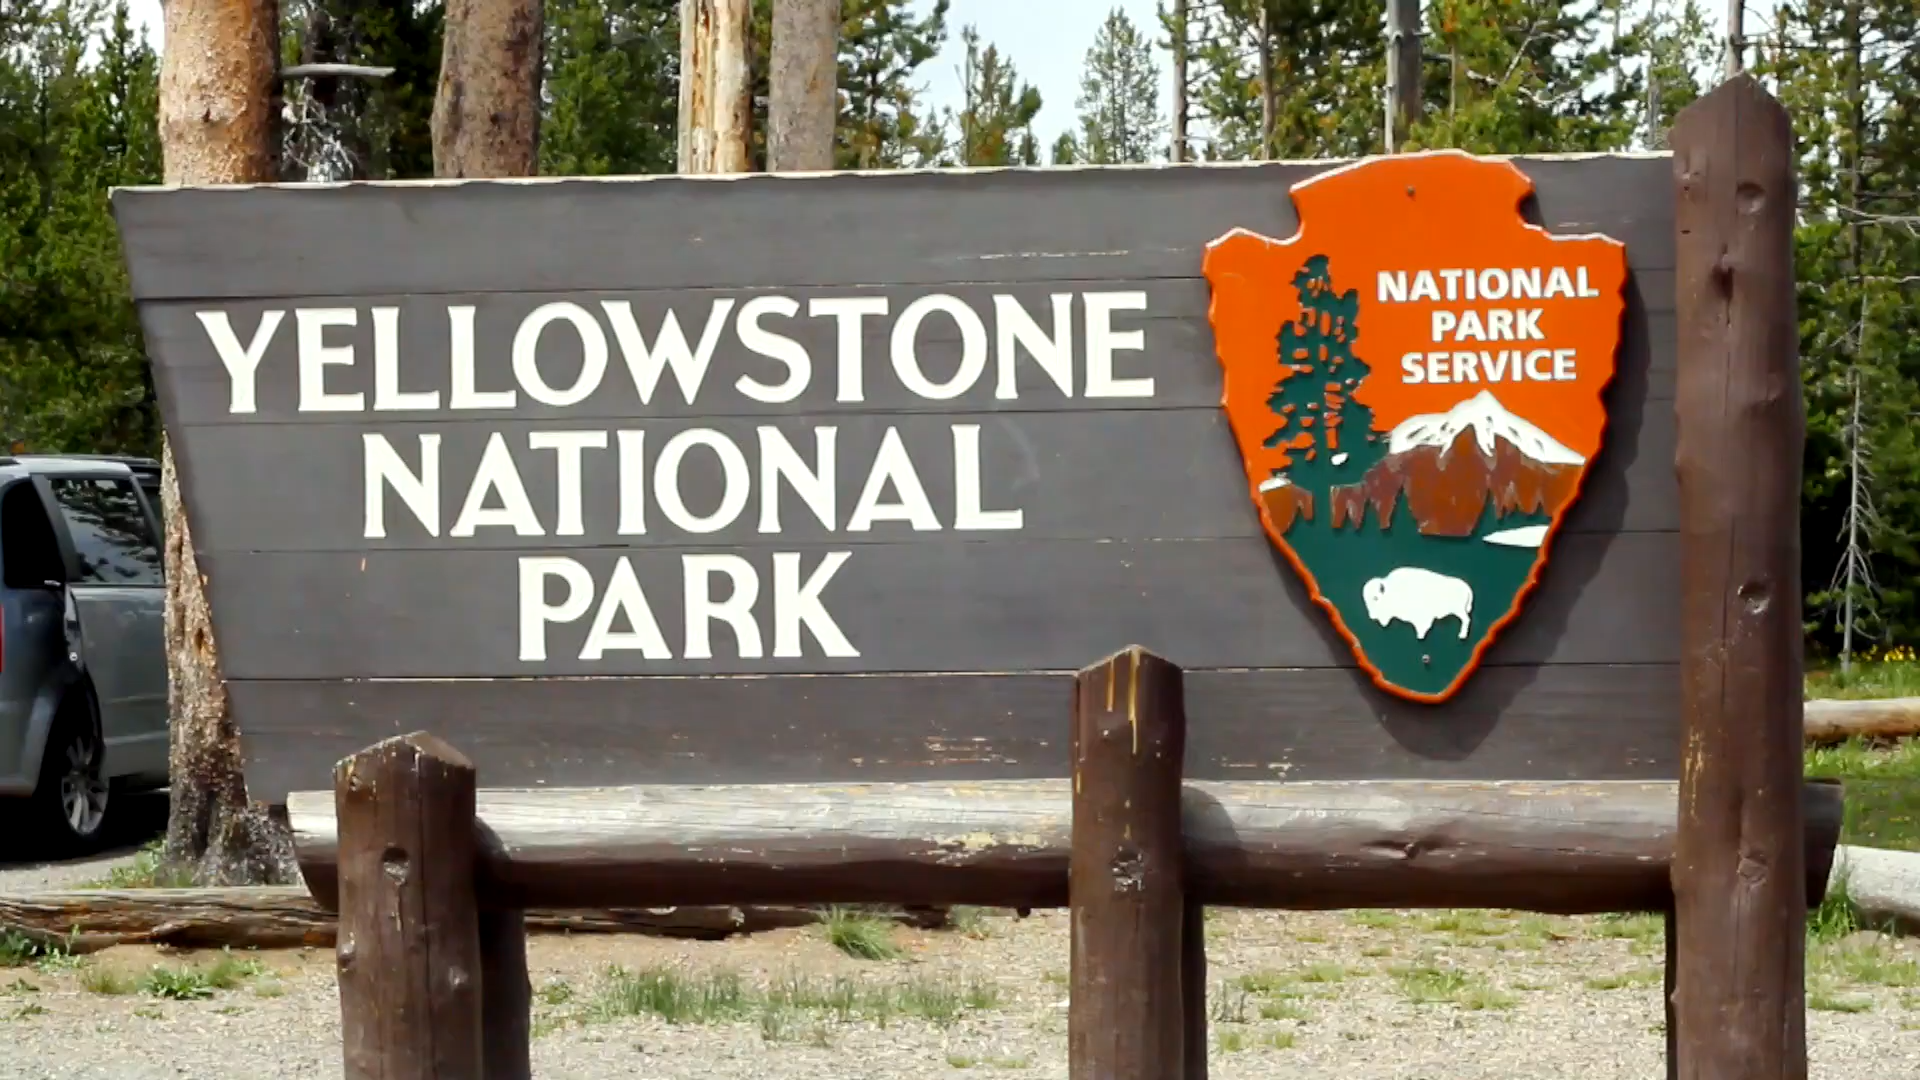 YELLOWSTONE
NATIONAL
PARK
NATIONAL
PARK
SERVICE